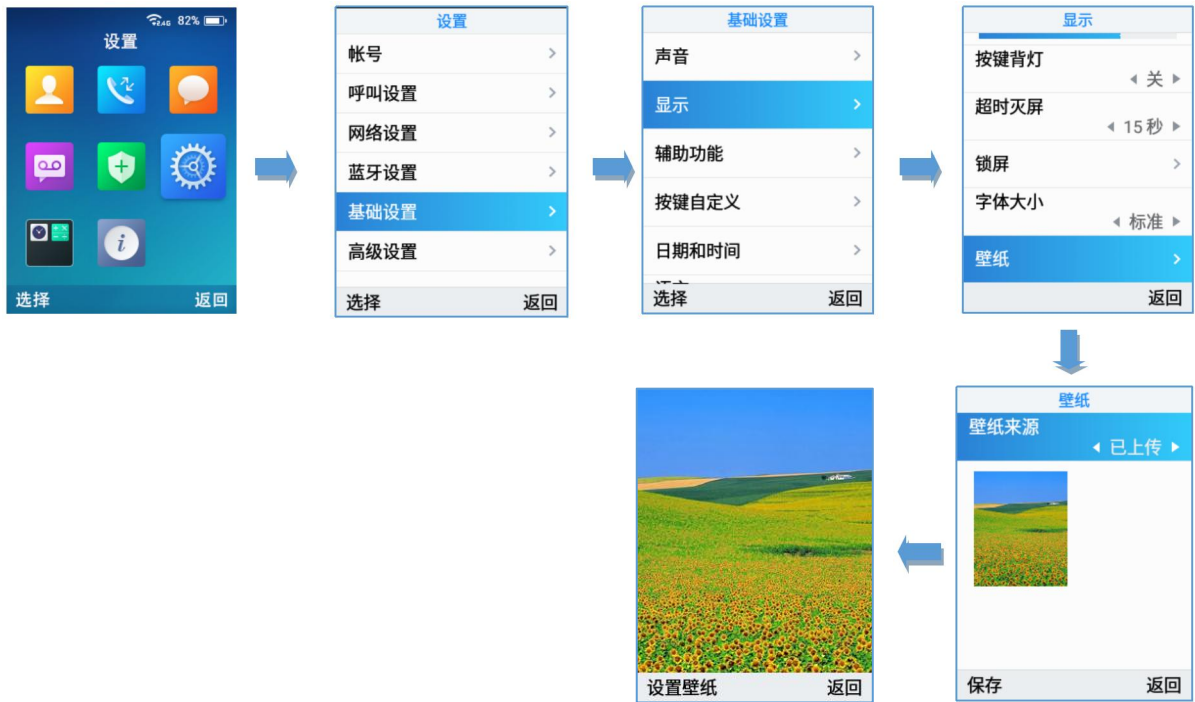 2.4G 82%
设置
选择 返回
设置
帐号
呼叫设置
网络设置
蓝牙设置
基础设置
高级设置
选择 返回
基础设置
声音
显示
辅助功能
按键自定义
日期和时间
选择 返回
显示
按键背灯
关
超时灭屏
15秒
锁屏
字体大小
标准
壁纸
返回
壁纸
壁纸来源
已上传
保存 返回
设置壁纸 返回